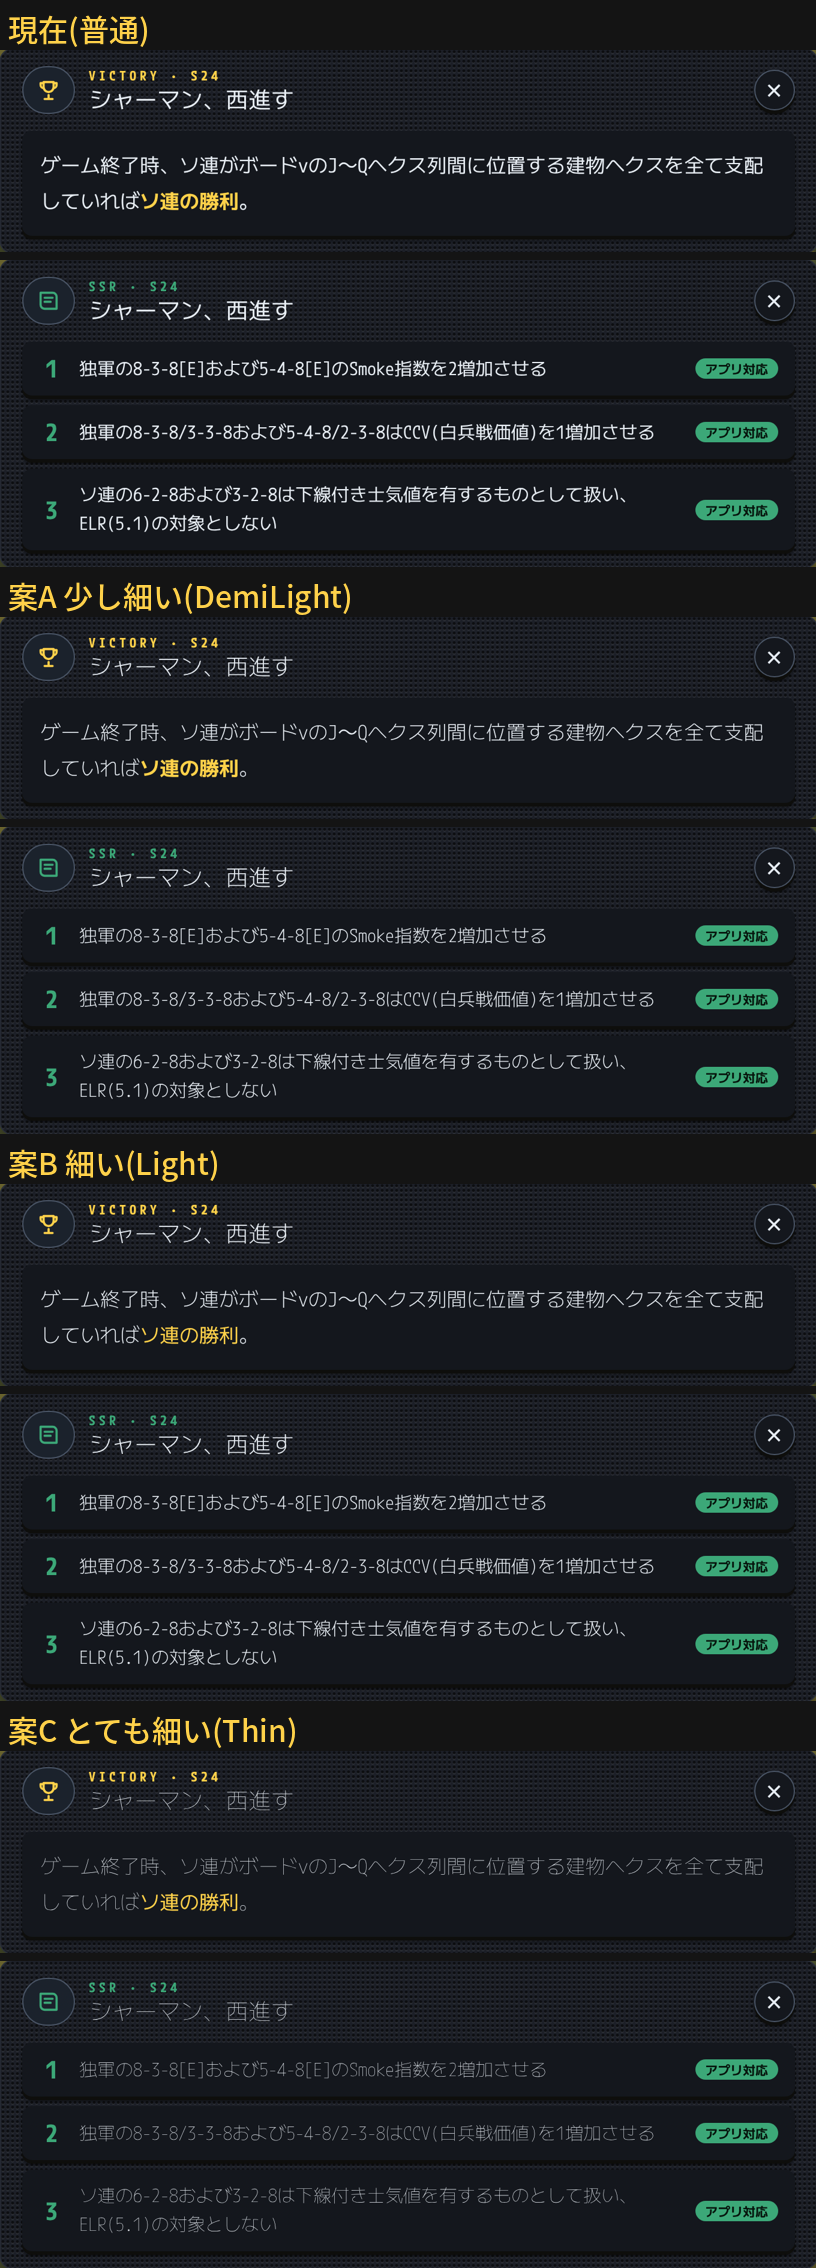 現在(普通)
VICTORY · S24
シャーマン、西進す
ゲーム終了時、ソ連がボードvのJ〜Qヘクス列間に位置する建物ヘクスを全て支配
していればソ連の勝利。
SSR · S24
シャーマン、西進す
1 独軍の8-3-8[E]および5-4-8[E]のSmoke指数を2増加させる アプリ対応
2 独軍の8-3-8/3-3-8および5-4-8/2-3-8はCCV(白兵戦価値)を1増加させる アプリ対応
3 ソ連の6-2-8および3-2-8は下線付き士気値を有するものとして扱い、 アプリ対応
ELR(5.1)の対象としない
案A 少し細い(DemiLight)
VICTORY · S24
シャーマン、西進す
ゲーム終了時、ソ連がボードvのJ〜Qヘクス列間に位置する建物ヘクスを全て支配
していればソ連の勝利。
SSR · S24
シャーマン、西進す
1 独軍の8-3-8[E]および5-4-8[E]のSmoke指数を2増加させる アプリ対応
2 独軍の8-3-8/3-3-8および5-4-8/2-3-8はCCV(白兵戦価値)を1増加させる アプリ対応
3 ソ連の6-2-8および3-2-8は下線付き士気値を有するものとして扱い、 アプリ対応
ELR(5.1)の対象としない
案B 細い(Light)
VICTORY · S24
シャーマン、西進す
ゲーム終了時、ソ連がボードvのJ〜Qヘクス列間に位置する建物ヘクスを全て支配
していればソ連の勝利。
SSR · S24
シャーマン、西進す
1 独軍の8-3-8[E]および5-4-8[E]のSmoke指数を2増加させる アプリ対応
2 独軍の8-3-8/3-3-8および5-4-8/2-3-8はCCV(白兵戦価値)を1増加させる アプリ対応
3 ソ連の6-2-8および3-2-8は下線付き士気値を有するものとして扱い、 アプリ対応
ELR(5.1)の対象としない
案C とても細い(Thin)
VICTORY · S24
シャーマン、西進す
ゲーム終了時、ソ連がボードvのJ〜Qヘクス列間に位置する建物ヘクスを全て支配
していればソ連の勝利。
SSR · S24
シャーマン、西進す
1 独軍の8-3-8[E]および5-4-8[E]のSmoke指数を2増加させる アプリ対応
2 独軍の8-3-8/3-3-8および5-4-8/2-3-8はCCV(白兵戦価値)を1増加させる アプリ対応
3 ソ連の6-2-8および3-2-8は下線付き士気値を有するものとして扱い、 アプリ対応
ELR(5.1)の対象としない